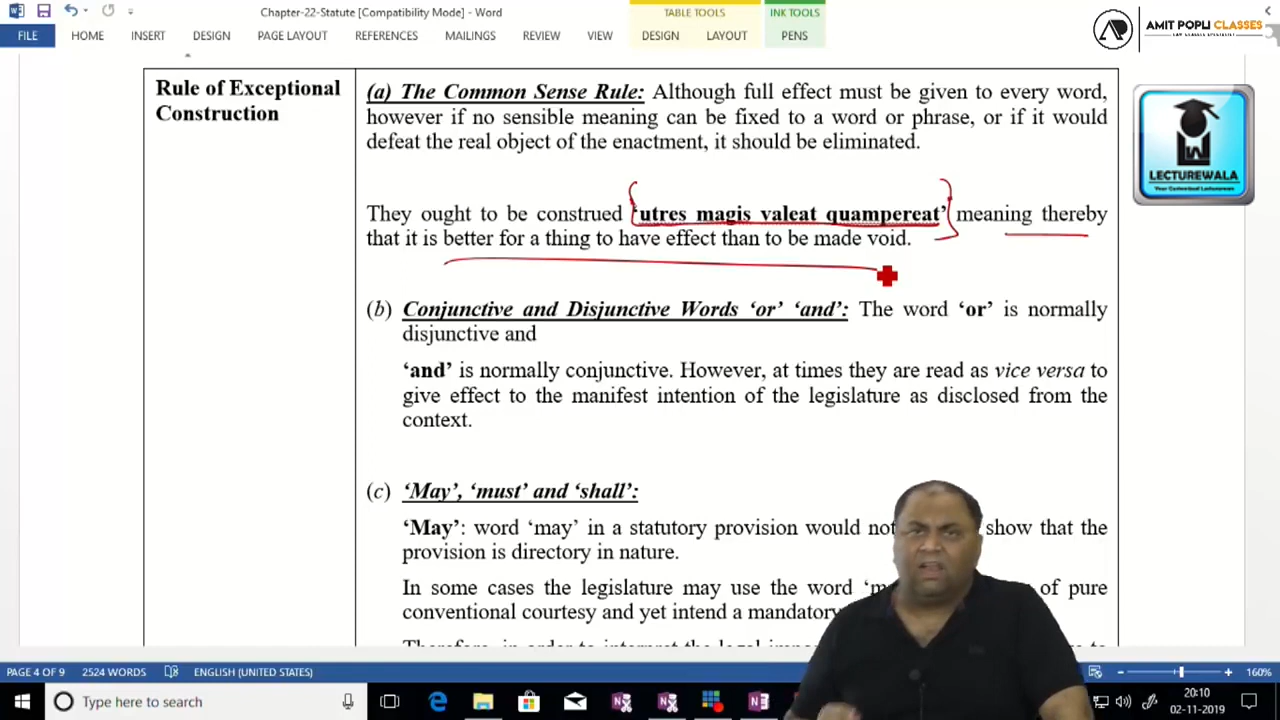 Chapter-22-Statute [Compatibility Mode] - Word
TABLE TOOLS
INK TOOLS
FILE HOME INSERT DESIGN PAGE LAYOUT REFERENCES MAILINGS REVIEW VIEW DESIGN LAYOUT PENS
AMIT POPLI CLASSES
Rule of Exceptional
Construction
(a) The Common Sense Rule: Although full effect must be given to every word,
however if no sensible meaning can be fixed to a word or phrase, or if it would
defeat the real object of the enactment, it should be eliminated.
They ought to be construed ‘utres magis valeat quampereat’ meaning thereby
that it is better for a thing to have effect than to be made void.
(b) Conjunctive and Disjunctive Words ‘or’ ‘and’: The word ‘or’ is normally
disjunctive and
‘and’ is normally conjunctive. However, at times they are read as vice versa to
give effect to the manifest intention of the legislature as disclosed from the
context.
(c) ‘May’, ‘must’ and ‘shall’:
‘May’: word ‘may’ in a statutory provision would not show that the
provision is directory in nature.
In some cases the legislature may use the word of pure
conventional courtesy and yet intend a mandatory
LECTUREWALA
PAGE 4 OF 9 2524 WORDS ENGLISH (UNITED STATES) 160%
Type here to search
20:10
02-11-2019